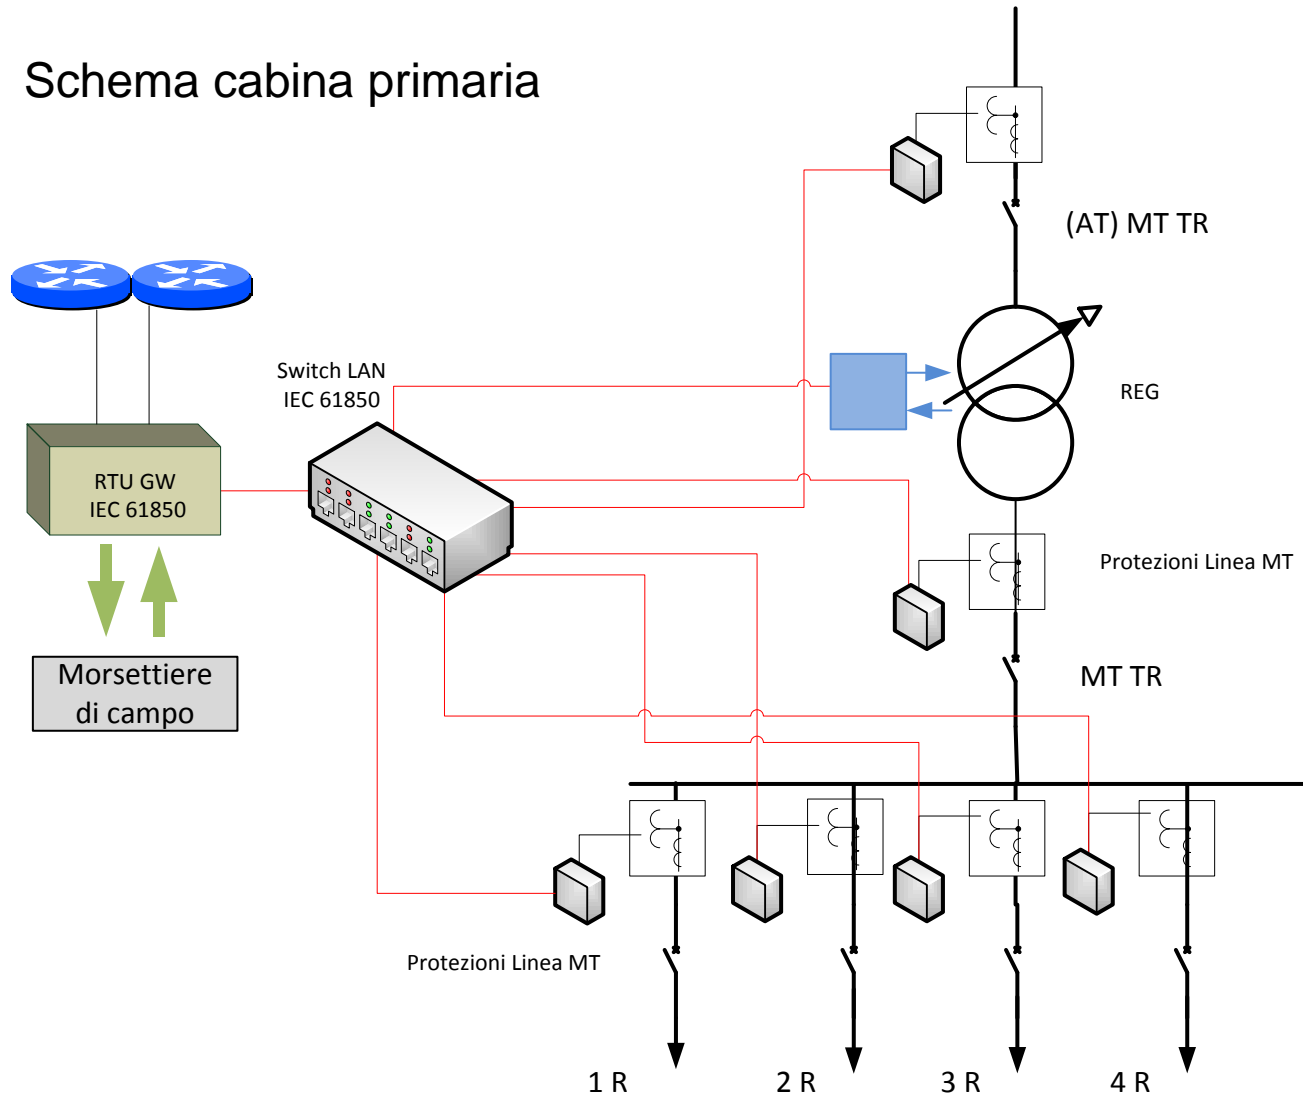 Schema cabina primaria
(AT) MT TR
Switch LAN
IEC 61850
REG
RTU GW
IEC 61850
Protezioni Linea MT
Morsettiere
di campo
MT TR
Protezioni Linea MT
1 R
2 R
3 R
4 R